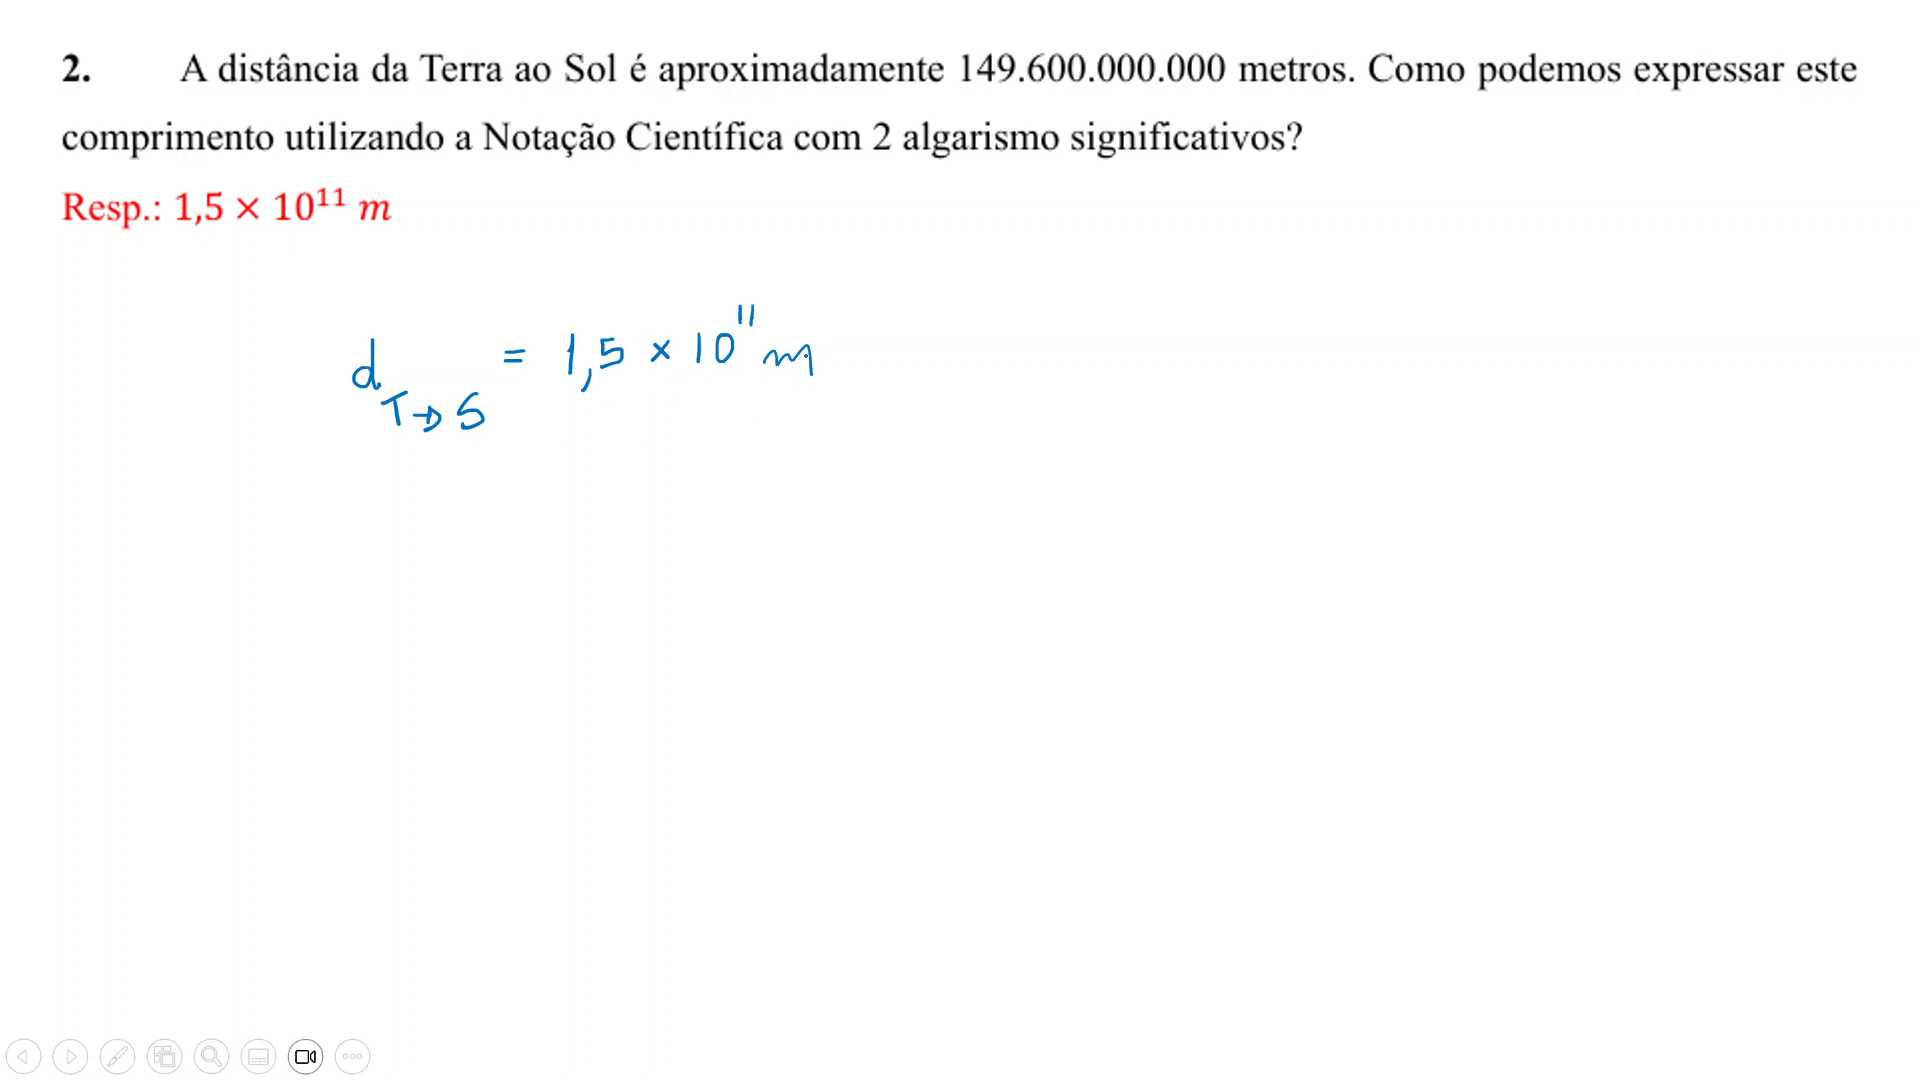 2. A distância da Terra ao Sol é aproximadamente 149.600.000.000 metros. Como podemos expressar este
comprimento utilizando a Notação Científica com 2 algarismo significativos?
Resp.: 1,5 × 10¹¹ m
d T→S = 1,5 × 10¹¹ m